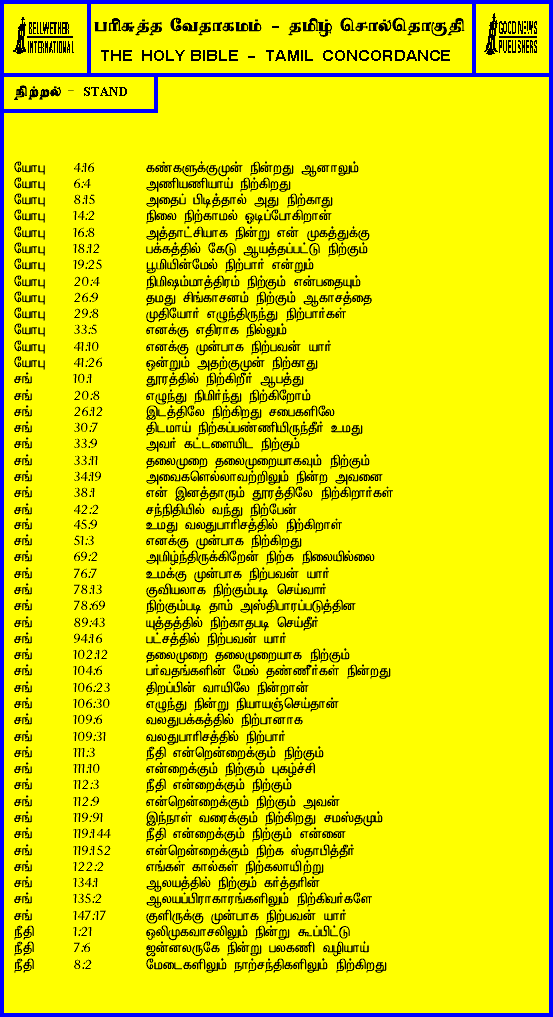 BELLWETHER
INTERNATIONAL
பரிசுத்த வேதாகமம் - தமிழ் சொல்தொகுதி
THE HOLY BIBLE - TAMIL CONCORDANCE
GOOD NEWS
PUBLISHERS
நிற்றல் - STAND
யோபு 4:16 கண்களுக்குமுன் நின்றது ஆனாலும்
யோபு 6:4 அணியணியாய் நிற்கிறது
யோபு 8:15 அதைப் பிடித்தால் அது நிற்காது
யோபு 14:2 நிலை நிற்காமல் ஓடிப்போகிறான்
யோபு 16:8 அத்தாட்சியாக நின்று என் முகத்துக்கு
யோபு 18:12 பக்கத்தில் கேடு ஆயத்தப்பட்டு நிற்கும்
யோபு 19:25 பூமியின்மேல் நிற்பார் என்றும்
யோபு 20:4 நிமிஷம்மாத்திரம் நிற்கும் என்பதையும்
யோபு 26:9 தமது சிங்காசனம் நிற்கும் ஆகாசத்தை
யோபு 29:8 முதியோர் எழுந்திருந்து நிற்பார்கள்
யோபு 33:5 எனக்கு எதிராக நில்லும்
யோபு 41:10 எனக்கு முன்பாக நிற்பவன் யார்
யோபு 41:26 ஒன்றும் அதற்குமுன் நிற்காது
சங் 10:1 தூரத்தில் நிற்கிறீர் ஆபத்து
சங் 20:8 எழுந்து நிமிர்ந்து நிற்கிறோம்
சங் 26:12 இடத்திலே நிற்கிறது சபைகளிலே
சங் 30:7 திடமாய் நிற்கப்பண்ணியிருந்தீர் உமது
சங் 33:9 அவர் கட்டளையிட நிற்கும்
சங் 33:11 தலைமுறை தலைமுறையாகவும் நிற்கும்
சங் 34:19 அவைகளெல்லாவற்றிலும் நின்ற அவனை
சங் 38:1 என் இனத்தாரும் தூரத்திலே நிற்கிறார்கள்
சங் 42:2 சந்நிதியில் வந்து நிற்பேன்
சங் 45:9 உமது வலதுபாரிசத்தில் நிற்கிறாள்
சங் 51:3 எனக்கு முன்பாக நிற்கிறது
சங் 69:2 அமிழ்ந்திருக்கிறேன் நிற்க நிலையில்லை
சங் 76:7 உமக்கு முன்பாக நிற்பவன் யார்
சங் 78:13 குவியலாக நிற்கும்படி செய்வார்
சங் 78:69 நிற்கும்படி தாம் அஸ்திபாரப்படுத்தின
சங் 89:43 யுத்தத்தில் நிற்காதபடி செய்தீர்
சங் 94:16 பட்சத்தில் நிற்பவன் யார்
சங் 102:12 தலைமுறை தலைமுறையாக நிற்கும்
சங் 104:6 பர்வதங்களின் மேல் தண்ணீர்கள் நின்றது
சங் 106:23 திறப்பின் வாயிலே நின்றான்
சங் 106:30 எழுந்து நின்று நியாயஞ்செய்தான்
சங் 109:6 வலதுபக்கத்தில் நிற்பானாக
சங் 109:31 வலதுபாரிசத்தில் நிற்பார்
சங் 111:3 நீதி என்றென்றைக்கும் நிற்கும்
சங் 111:10 என்றைக்கும் நிற்கும் புகழ்ச்சி
சங் 112:3 நீதி என்றைக்கும் நிற்கும்
சங் 112:9 என்றென்றைக்கும் நிற்கும் அவன்
சங் 119:91 இந்நாள் வரைக்கும் நிற்கிறது சமஸ்தமும்
சங் 119:144 நீதி என்றைக்கும் நிற்கும் என்னை
சங் 119:152 என்றென்றைக்கும் நிற்க ஸ்தாபித்தீர்
சங் 122:2 எங்கள் கால்கள் நிற்கலாயிற்று
சங் 134:1 ஆலயத்தில் நிற்கும் கர்த்தரின்
சங் 135:2 ஆலயப்பிராகாரங்களிலும் நிற்கிவர்களே
சங் 147:17 குளிருக்கு முன்பாக நிற்பவன் யார்
நீதி 1:21 ஒலிமுகவாசலிலும் நின்று கூப்பிட்டு
நீதி 7:6 ஜன்னலருகே நின்று பலகணி வழியாய்
நீதி 8:2 மேடைகளிலும் நாற்சந்திகளிலும் நிற்கிறது